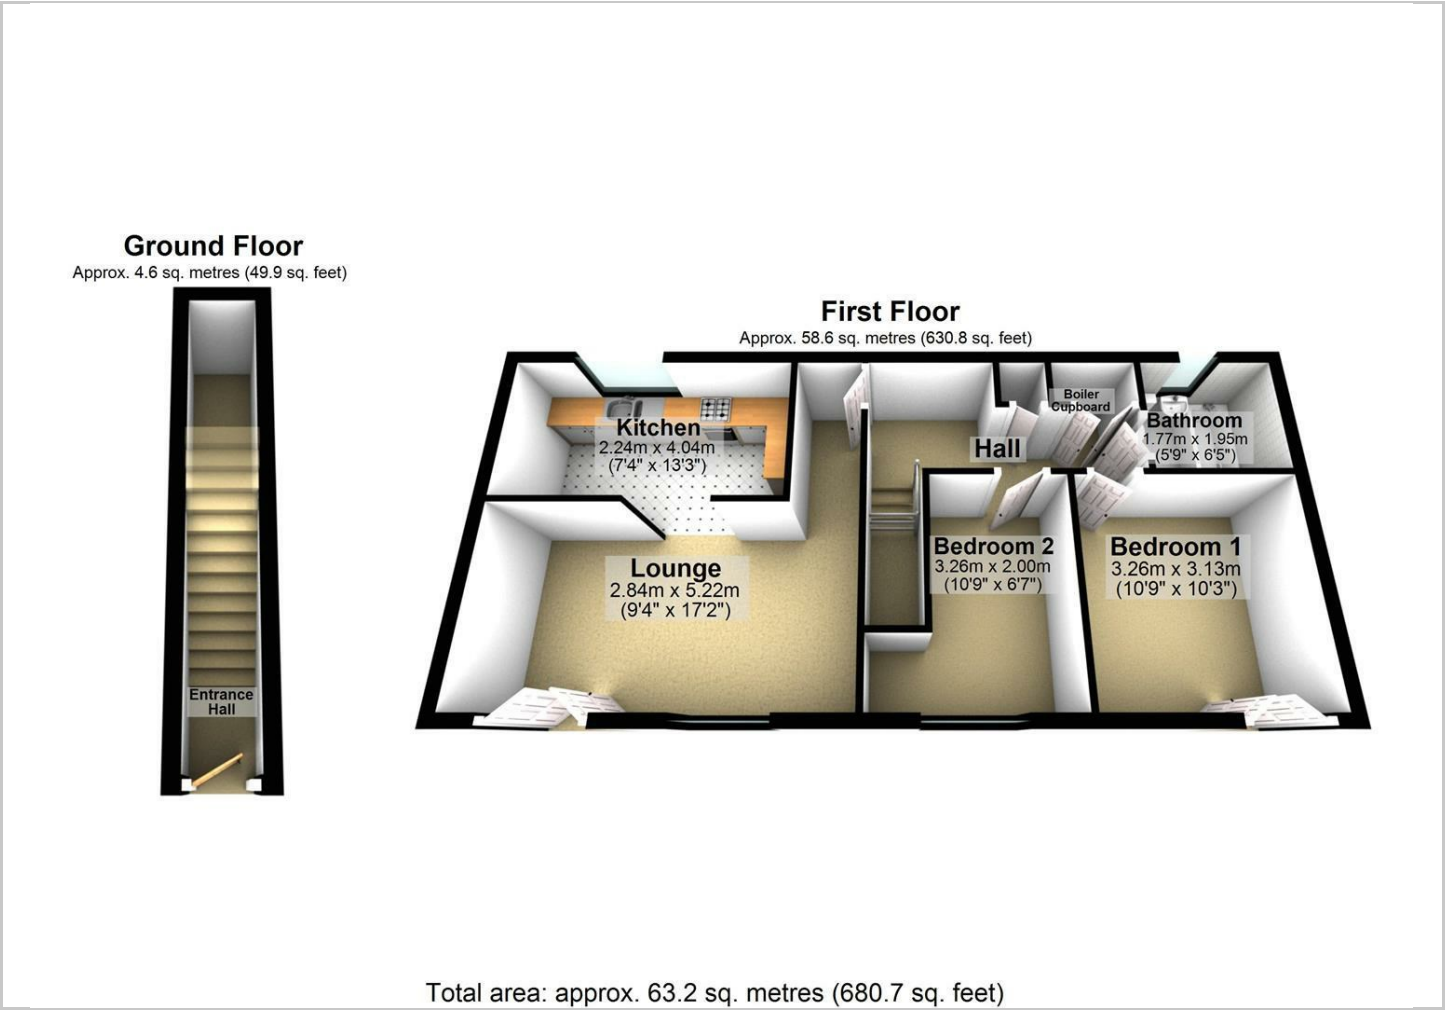 Ground Floor
Approx. 4.6 sq. metres (49.9 sq. feet)
Entrance
Hall
First Floor
Approx. 58.6 sq. metres (630.8 sq. feet)
Kitchen
2.24m x 4.04m
(7'4" x 13'3")
Boiler
Cupboard
Bathroom
1.77m x 1.95m
(5'9" x 6'5")
Hall
Lounge
2.84m x 5.22m
(9'4" x 17'2")
Bedroom 2
3.26m x 2.00m
(10'9" x 6'7")
Bedroom 1
3.26m x 3.13m
(10'9" x 10'3")
Total area: approx. 63.2 sq. metres (680.7 sq. feet)